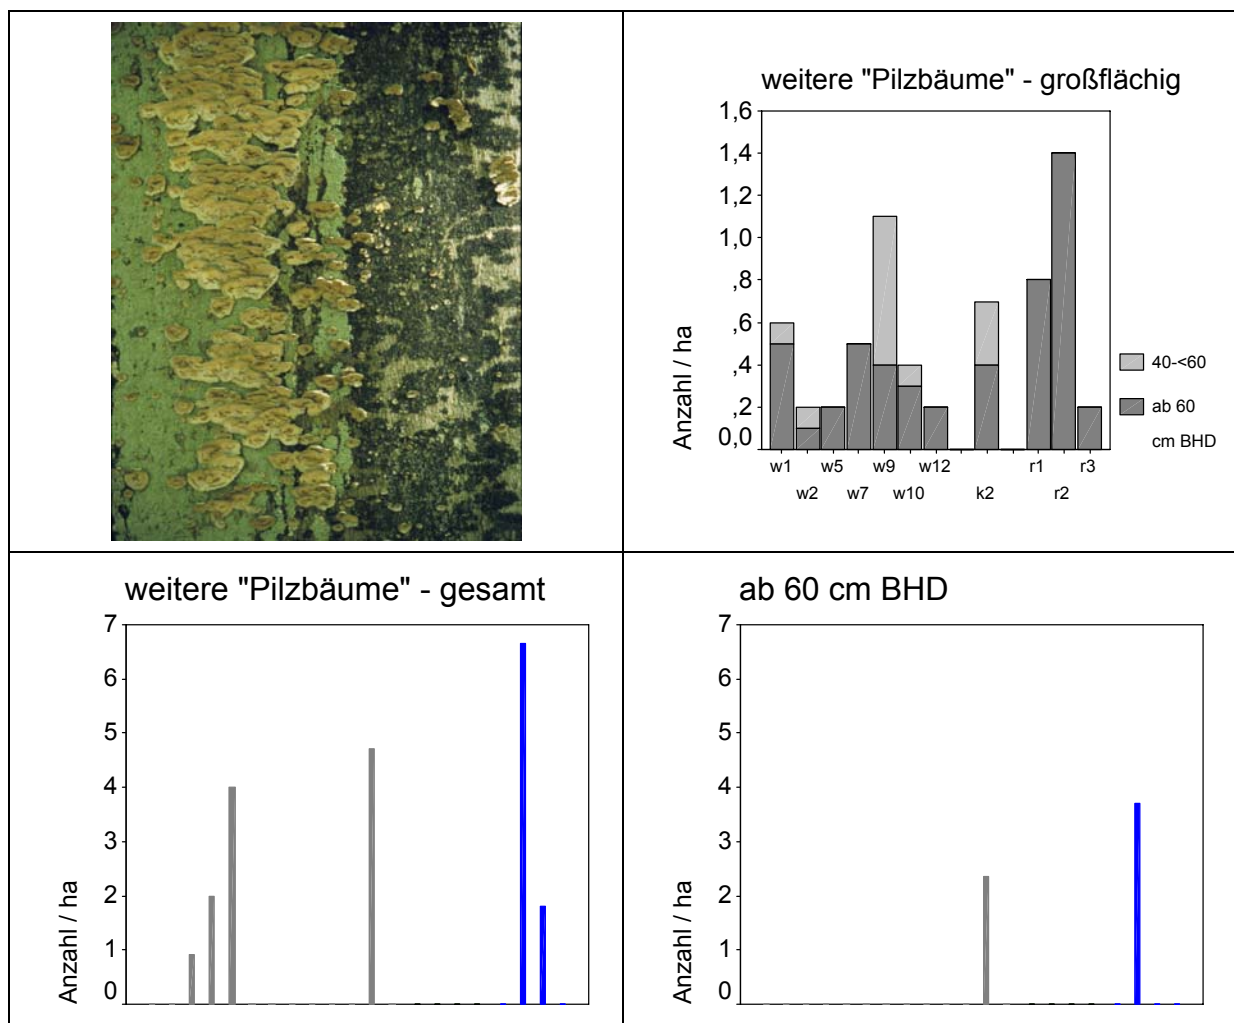 weitere "Pilzbäume" - großflächig
1,6
1,4
1,2
1,0
,8
,6
,4
,2
0,0
Anzahl / ha
w1 w5 w9 w12 r1 r3
w2 w7 w10 k2 r2
40-<60
ab 60
cm BHD
weitere "Pilzbäume" - gesamt
7
6
5
4
3
2
1
0
Anzahl / ha
ab 60 cm BHD
7
6
5
4
3
2
1
0
Anzahl / ha